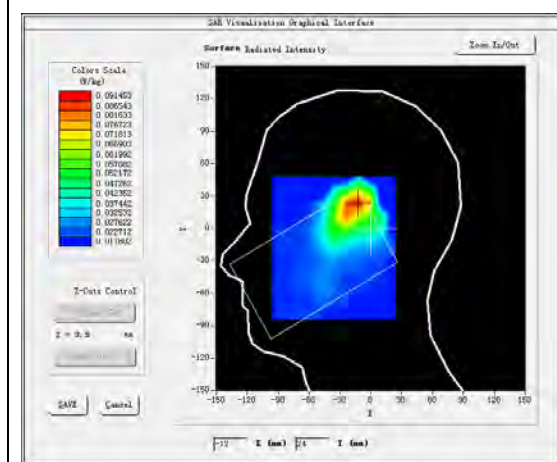 SAR Visualisation Graphical Interface
Surface Radiated Intensity
Zoom In/Out
Colors Scale
(W/kg)
0.091453
0.086543
0.081633
0.076723
0.071813
0.066903
0.061992
0.057082
0.052172
0.047262
0.042352
0.037442
0.032532
0.027622
0.022712
0.017802
150
120
90
60
30
0
-30
-60
-90
-120
-150
Y
-150 -120 -90 -60 -30 0 30 60 90 120 150
X
Z-Cuts Control
SAVE
Cancel
-12 X (mm) 24 Y (mm)